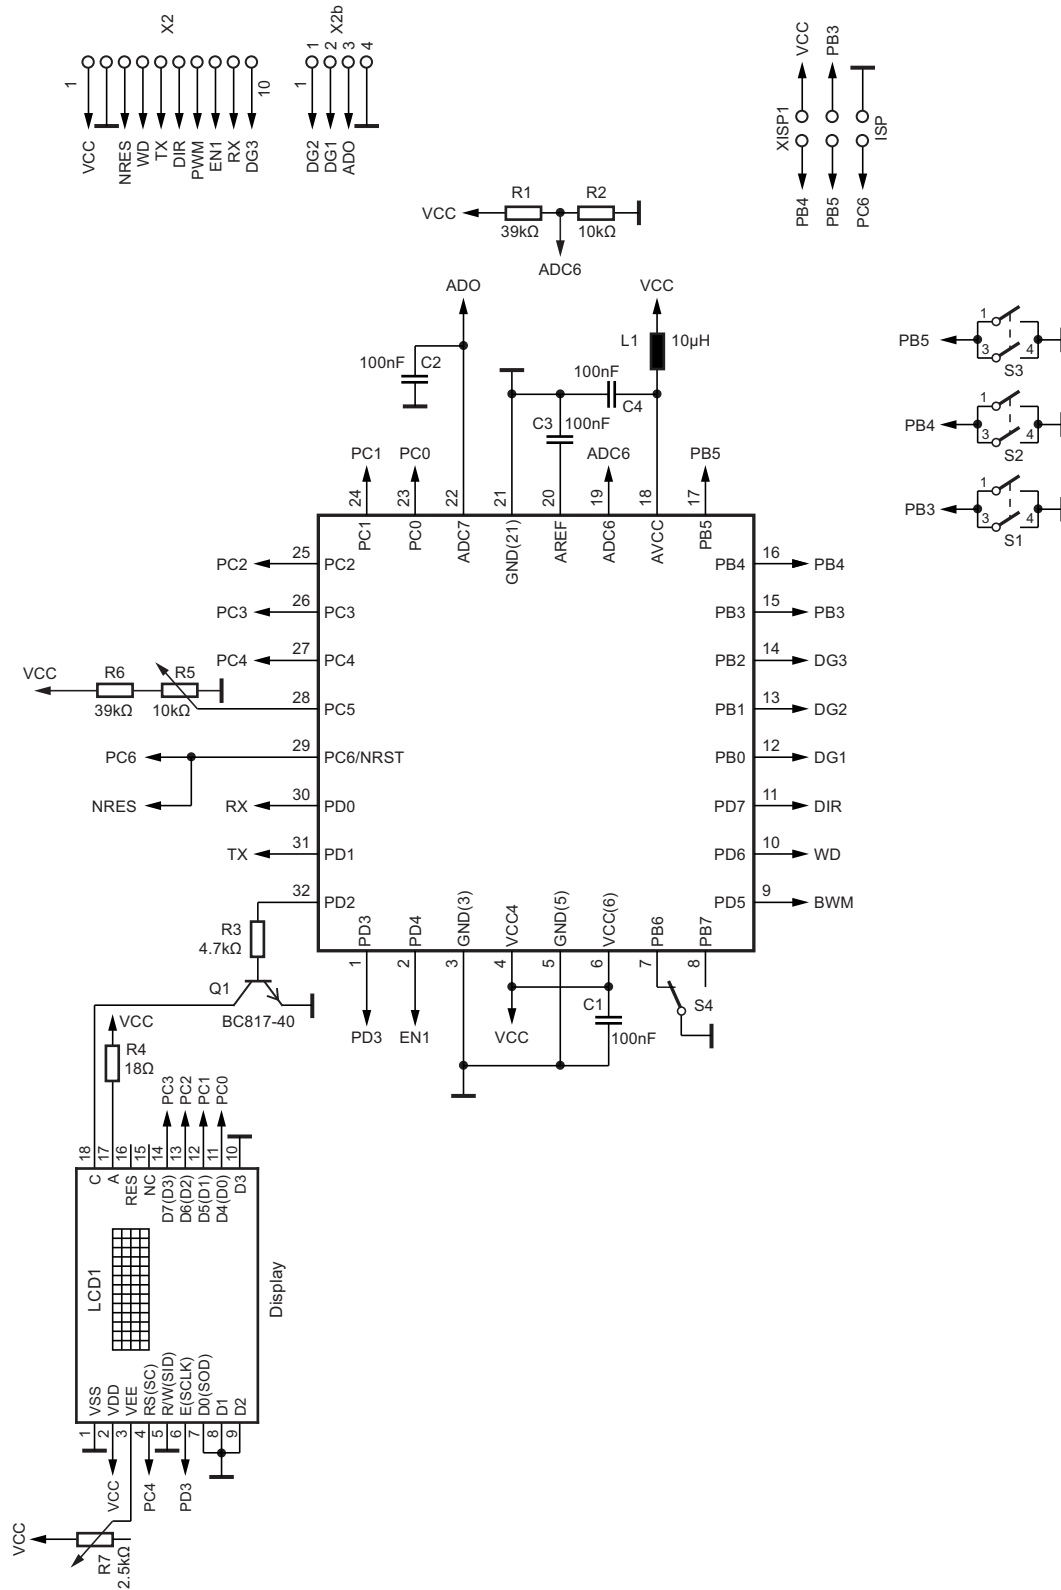 X2
1
10
VCC
NRES
WD
TX
DIR
PWM
EN1
RX
DG3
X2b
1
2
3
4
1
DG2
DG1
ADO
VCC
PB3
XISP1
ISP
PB4
PB5
PC6
R1
R2
VCC
39kΩ
10kΩ
ADC6
ADO
VCC
L1
10µH
100nF
C2
100nF
C4
C3
100nF
PB5
1
3
4
S3
PB4
1
3
4
S2
PB3
1
3
4
S1
PC1
PC0
ADC6
PB5
24
23
22
21
20
19
18
17
PC1
PC0
ADC7
GND(21)
AREF
ADC6
AVCC
PB5
PC2
25
PC2
PC3
26
PC3
PC4
27
PC4
VCC
R6
R5
39kΩ
10kΩ
28
PC5
PC6
29
PC6/NRST
NRES
RX
30
PD0
TX
31
PD1
32
PD2
PB4
16
PB4
PB3
15
PB3
PB2
14
DG3
PB1
13
DG2
PB0
12
DG1
PD7
11
DIR
PD6
10
WD
PD5
9
BWM
PD3
PD4
GND(3)
VCC4
GND(5)
VCC(6)
PB6
PB7
1
2
3
4
5
6
7
8
PD3
EN1
VCC
C1
100nF
S4
R3
4.7kΩ
Q1
BC817-40
VCC
R4
18Ω
PC3
PC2
PC1
PC0
18
17
16
15
14
13
12
11
10
C
A
RES
NC
D7(D3)
D6(D2)
D5(D1)
D4(D0)
D3
LCD1
Display
VSS
VDD
VEE
RS(SC)
R/W(SID)
E(SCLK)
D0(SOD)
D1
D2
1
2
3
4
5
6
7
8
9
VCC
PC4
PD3
VCC
R7
2.5kΩ